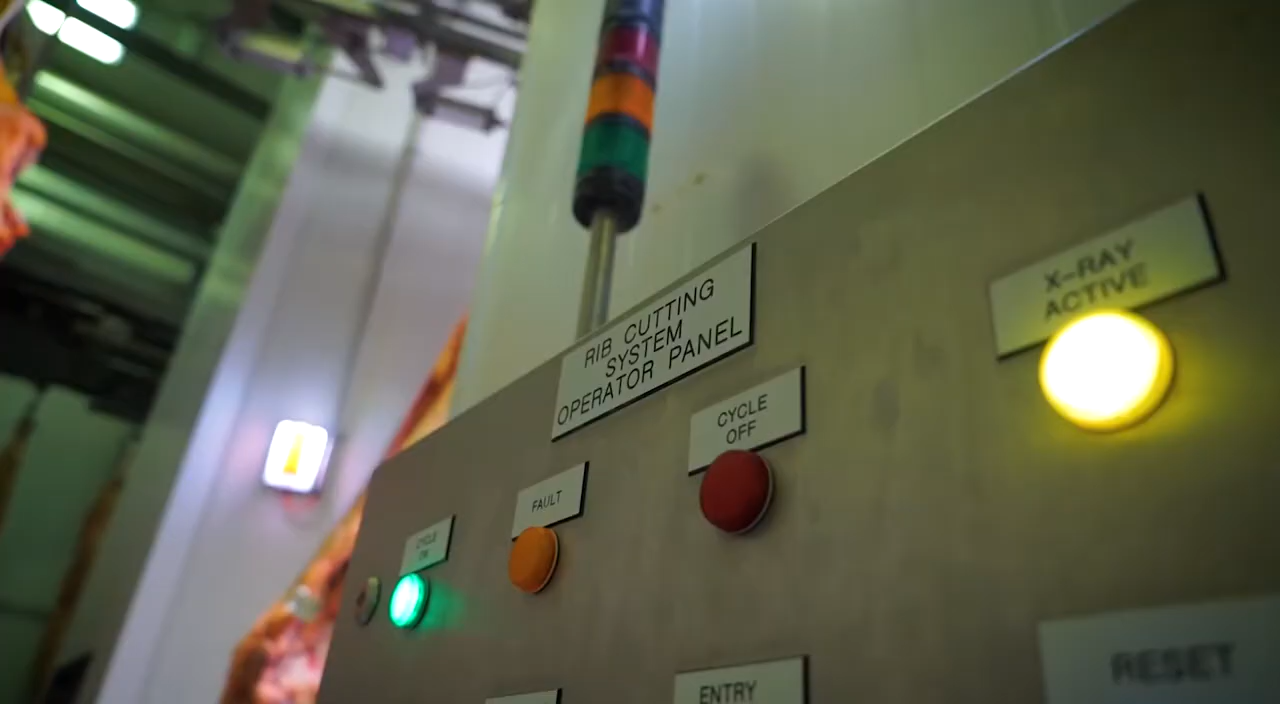 RIB CUTTING
SYSTEM
OPERATOR PANEL
X-RAY
ACTIVE
CYCLE
OFF
FAULT
CYCLE
ON
ENTRY
RESET